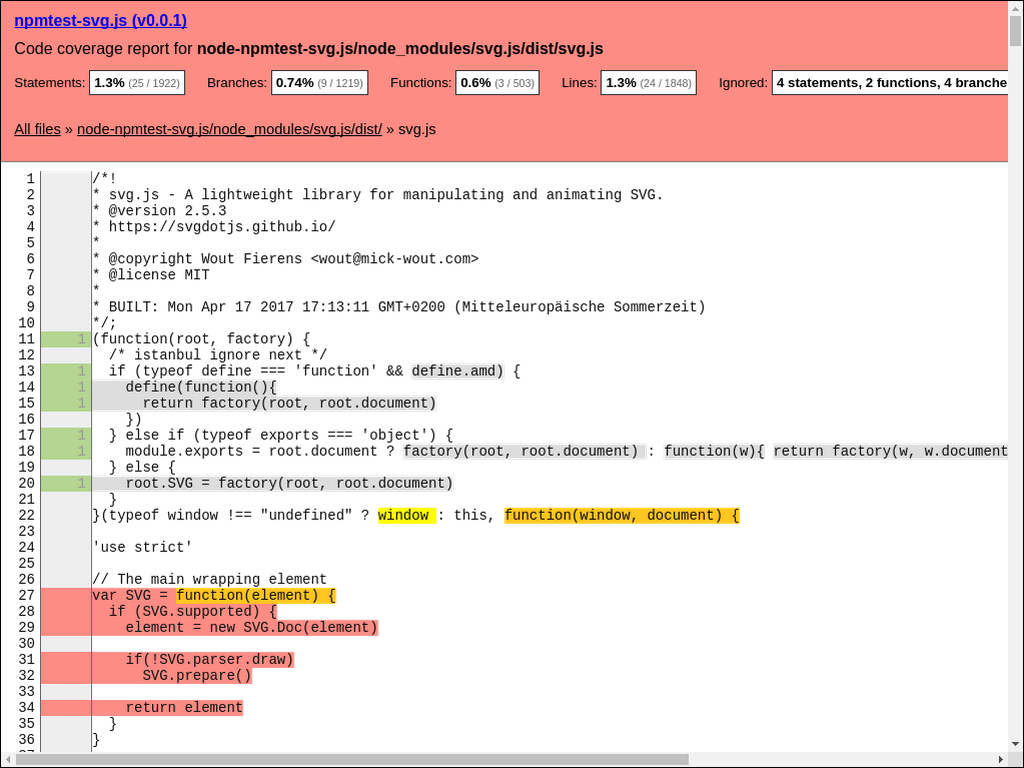 npmtest-svg.js (v0.0.1)
Code coverage report for node-npmtest-svg.js/node_modules/svg.js/dist/svg.js
Statements: 1.3% (25 / 1922) Branches: 0.74% (9 / 1219) Functions: 0.6% (3 / 503) Lines: 1.3% (24 / 1848) Ignored: 4 statements, 2 functions, 4 branche
All files » node-npmtest-svg.js/node_modules/svg.js/dist/ » svg.js
1 /*!
2 * svg.js - A lightweight library for manipulating and animating SVG.
3 * @version 2.5.3
4 * https://svgdotjs.github.io/
5 *
6 * @copyright Wout Fierens <wout@mick-wout.com>
7 * @license MIT
8 *
9 * BUILT: Mon Apr 17 2017 17:13:11 GMT+0200 (Mitteleuropäische Sommerzeit)
10 */;
11 1 (function(root, factory) {
12 /* istanbul ignore next */
13 1 if (typeof define === 'function' && define.amd) {
14 1 define(function(){
15 1 return factory(root, root.document)
16 })
17 1 } else if (typeof exports === 'object') {
18 1 module.exports = root.document ? factory(root, root.document) : function(w){ return factory(w, w.document
19 } else {
20 1 root.SVG = factory(root, root.document)
21 }
22 }(typeof window !== "undefined" ? window : this, function(window, document) {
23
24 'use strict'
25
26 // The main wrapping element
27 var SVG = function(element) {
28 if (SVG.supported) {
29 element = new SVG.Doc(element)
30
31 if(!SVG.parser.draw)
32 SVG.prepare()
33
34 return element
35 }
36 }